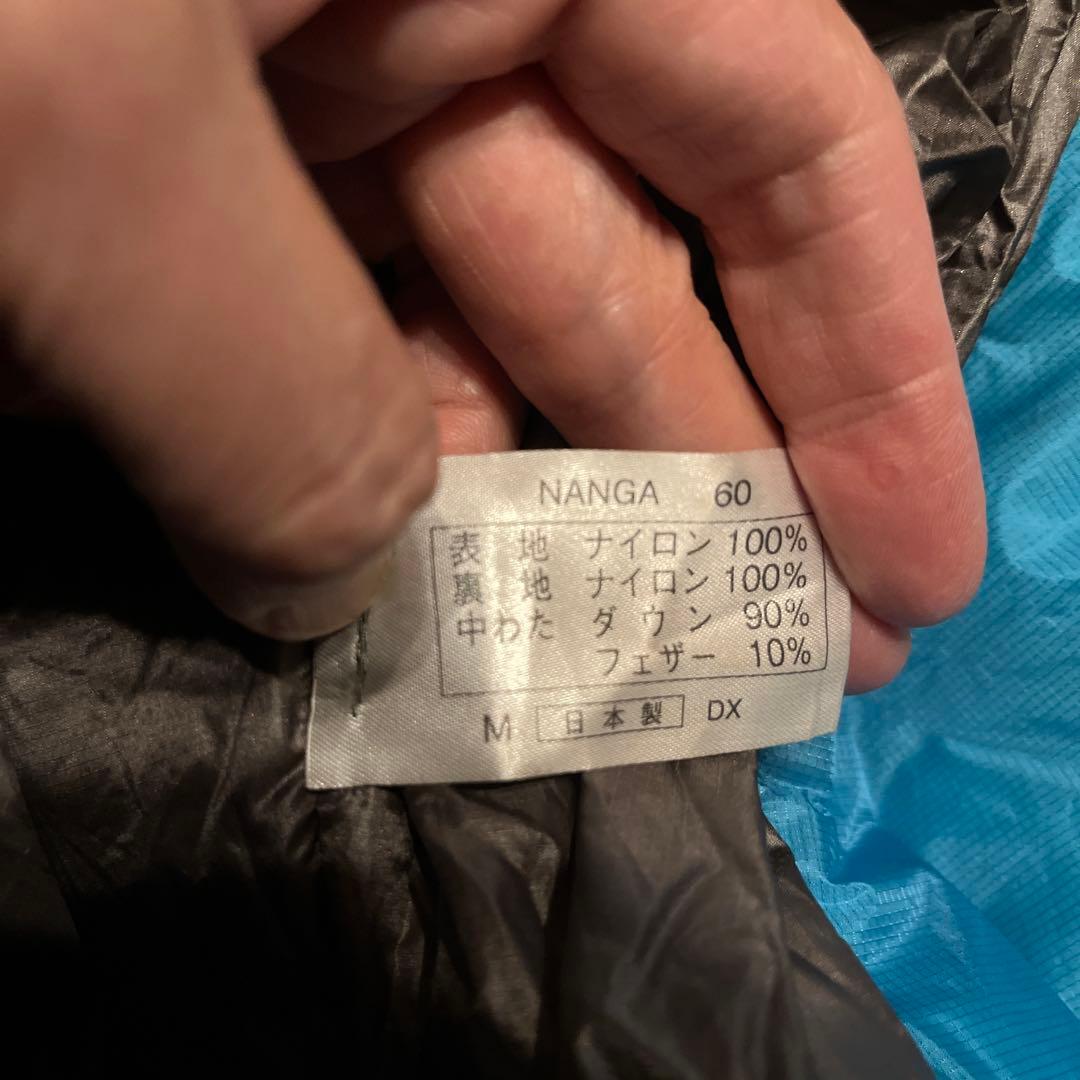 NANGA 60
表 地 ナイロン 100%
裏 地 ナイロン 100%
中わた ダウン 90%
フェザー 10%
M 日本製 DX